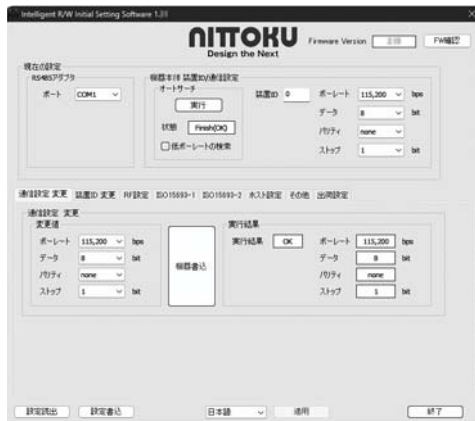 Intelligent R/W Initial Setting Software 1.31
NITTOKU
Design the Next
Firmware Version
FW確認
現在の設定
RS485アダプタ
ポート COM1
機器本体 装置ID/通信設定
オートサーチ
実行
状態 Finish(OK)
低ボーレートの検索
装置ID 0
ボーレート 115,200 bps
データ 8 bit
パリティ none
ストップ 1 bit
通信設定 変更 装置ID 変更 RF設定 ISO15693-1 ISO15693-2 ホスト設定 その他 出荷設定
通信設定 変更
変更値
ボーレート 115,200 bps
データ 8 bit
パリティ none
ストップ 1 bit
機器書込
実行結果
実行結果 OK
ボーレート 115,200 bps
データ 8 bit
パリティ none
ストップ 1 bit
設定読出 設定書込 日本語 適用 終了